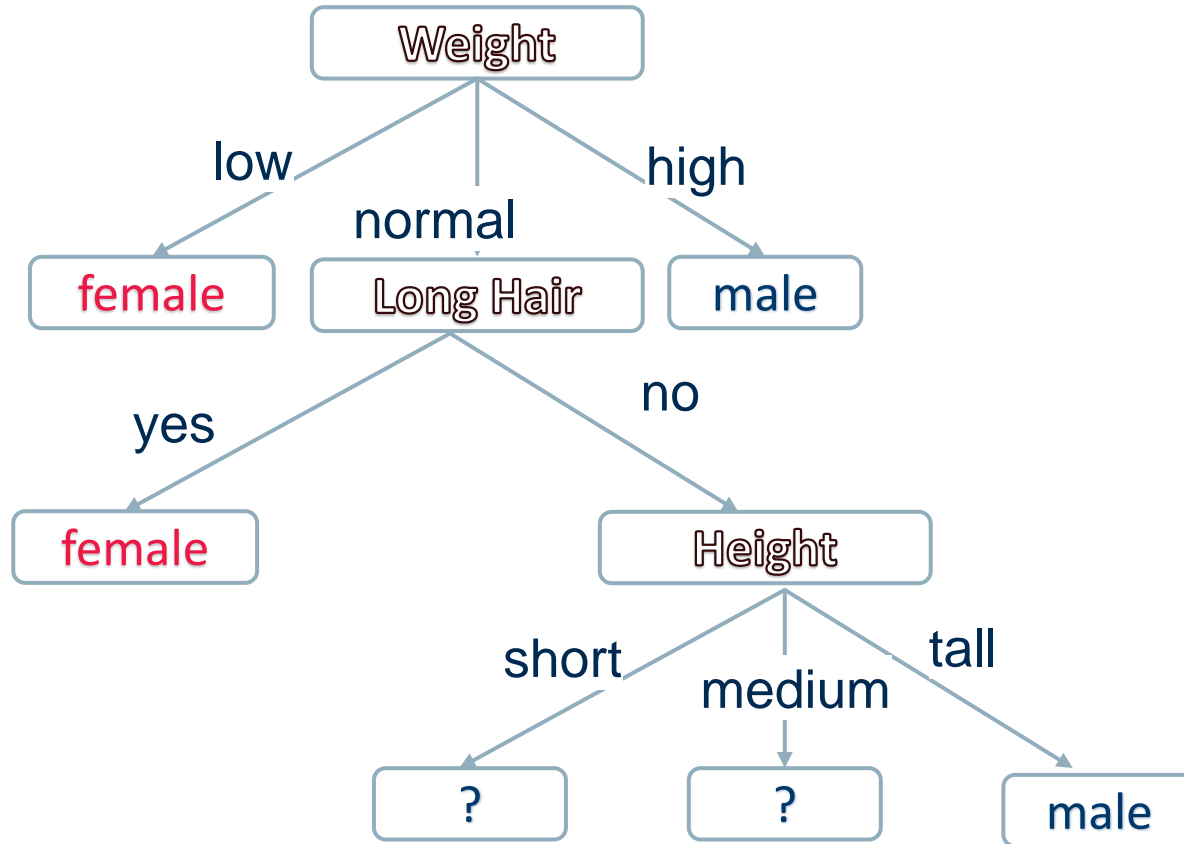 Weight
low
high
normal
female
Long Hair
male
yes
no
female
Height
short
medium
tall
?
?
male